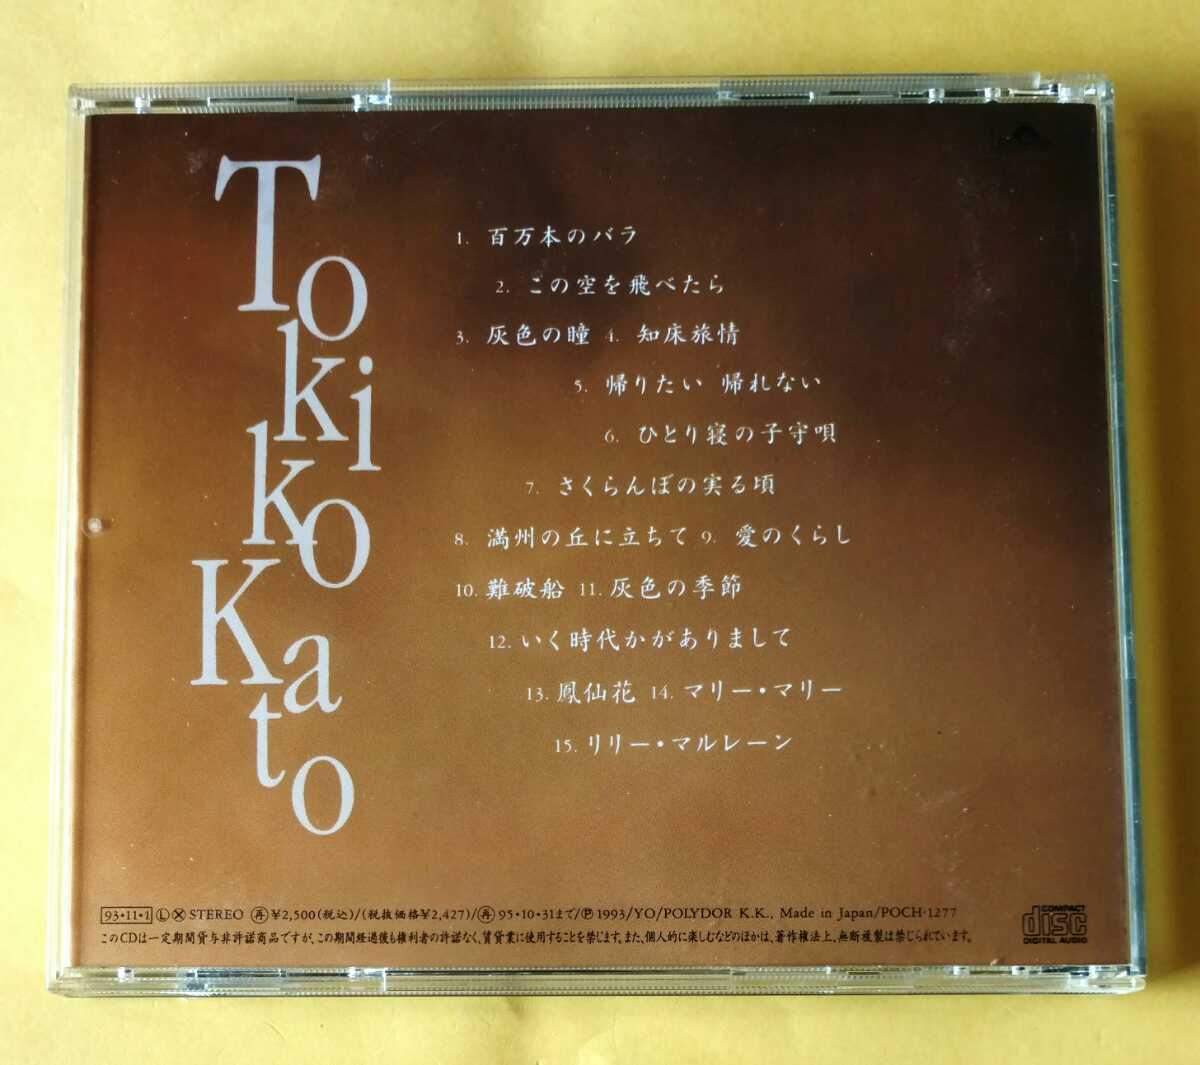 Tokiko Kato
1. 百万本のバラ
2. この空を飛べたら
3. 灰色の瞳 4. 知床旅情
5. 帰りたい 帰れない
6. ひとり寝の子守唄
7. さくらんぼの実る頃
8. 満州の丘に立ちて 9. 愛のくらし
10. 難破船 11. 灰色の季節
12. いく時代かがありまして
13. 鳳仙花 14. マリー・マリー
15. リリー・マルレーン
93・11・1 Ⓛ Ⓧ STEREO ㊢¥2,500(税込)/(税抜価格¥2,427)/㊢95・10・31まで/Ⓟ1993/YO/POLYDOR K.K., Made in Japan/POCH-1277
このCDは一定期間貸与非許諾商品ですが、この期間経過後も権利者の許諾なく、賃貸業に使用することを禁じます。また、個人的に楽しむなどのほかは、著作権法上、無断複製は禁じられています。
COMPACT
disc
DIGITAL AUDIO